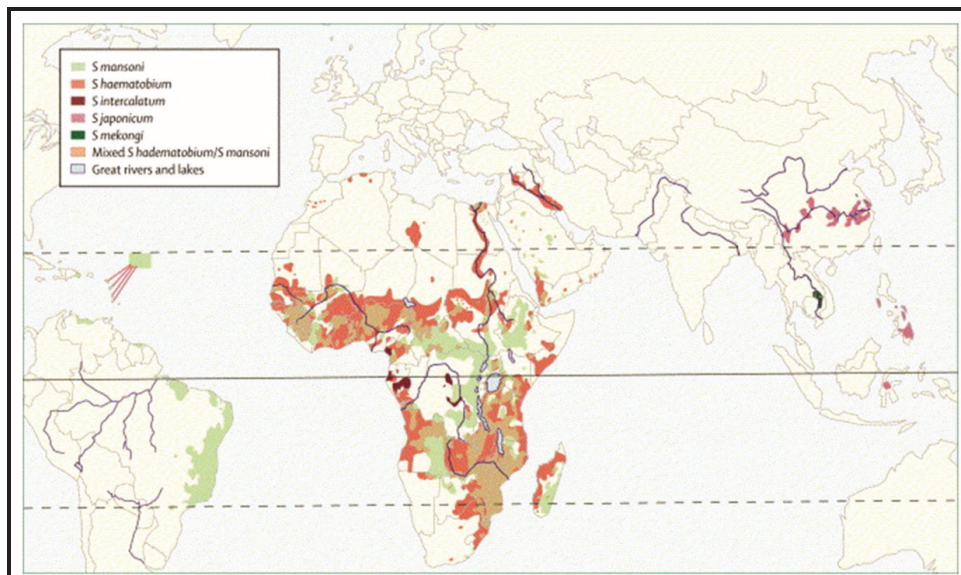 S mansoni
S haematobium
S intercalatum
S japonicum
S mekongi
Mixed S hadematobium/S mansoni
Great rivers and lakes